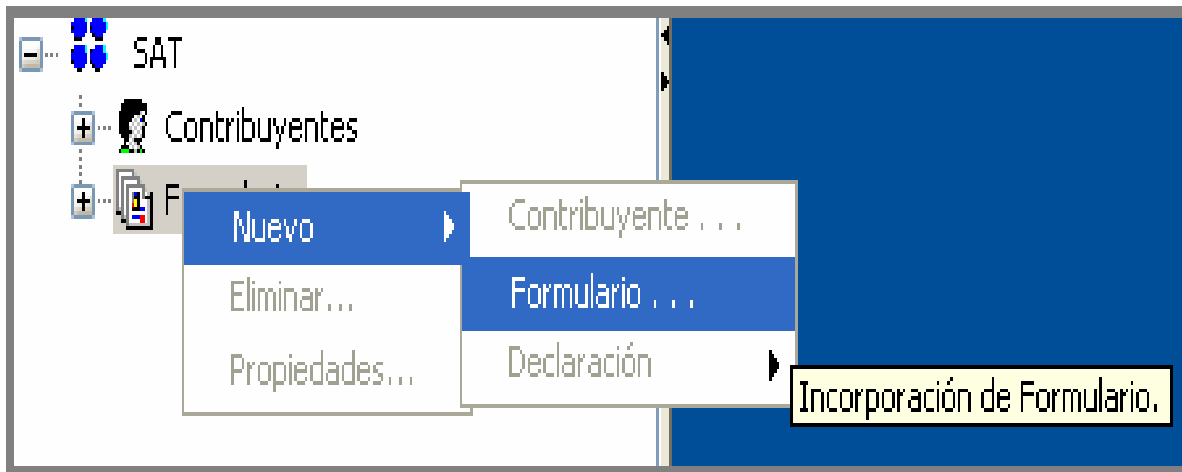 SAT
Contribuyentes
Nuevo
Eliminar...
Propiedades...
Contribuyente . . .
Formulario . . .
Declaración
Incorporación de Formulario.